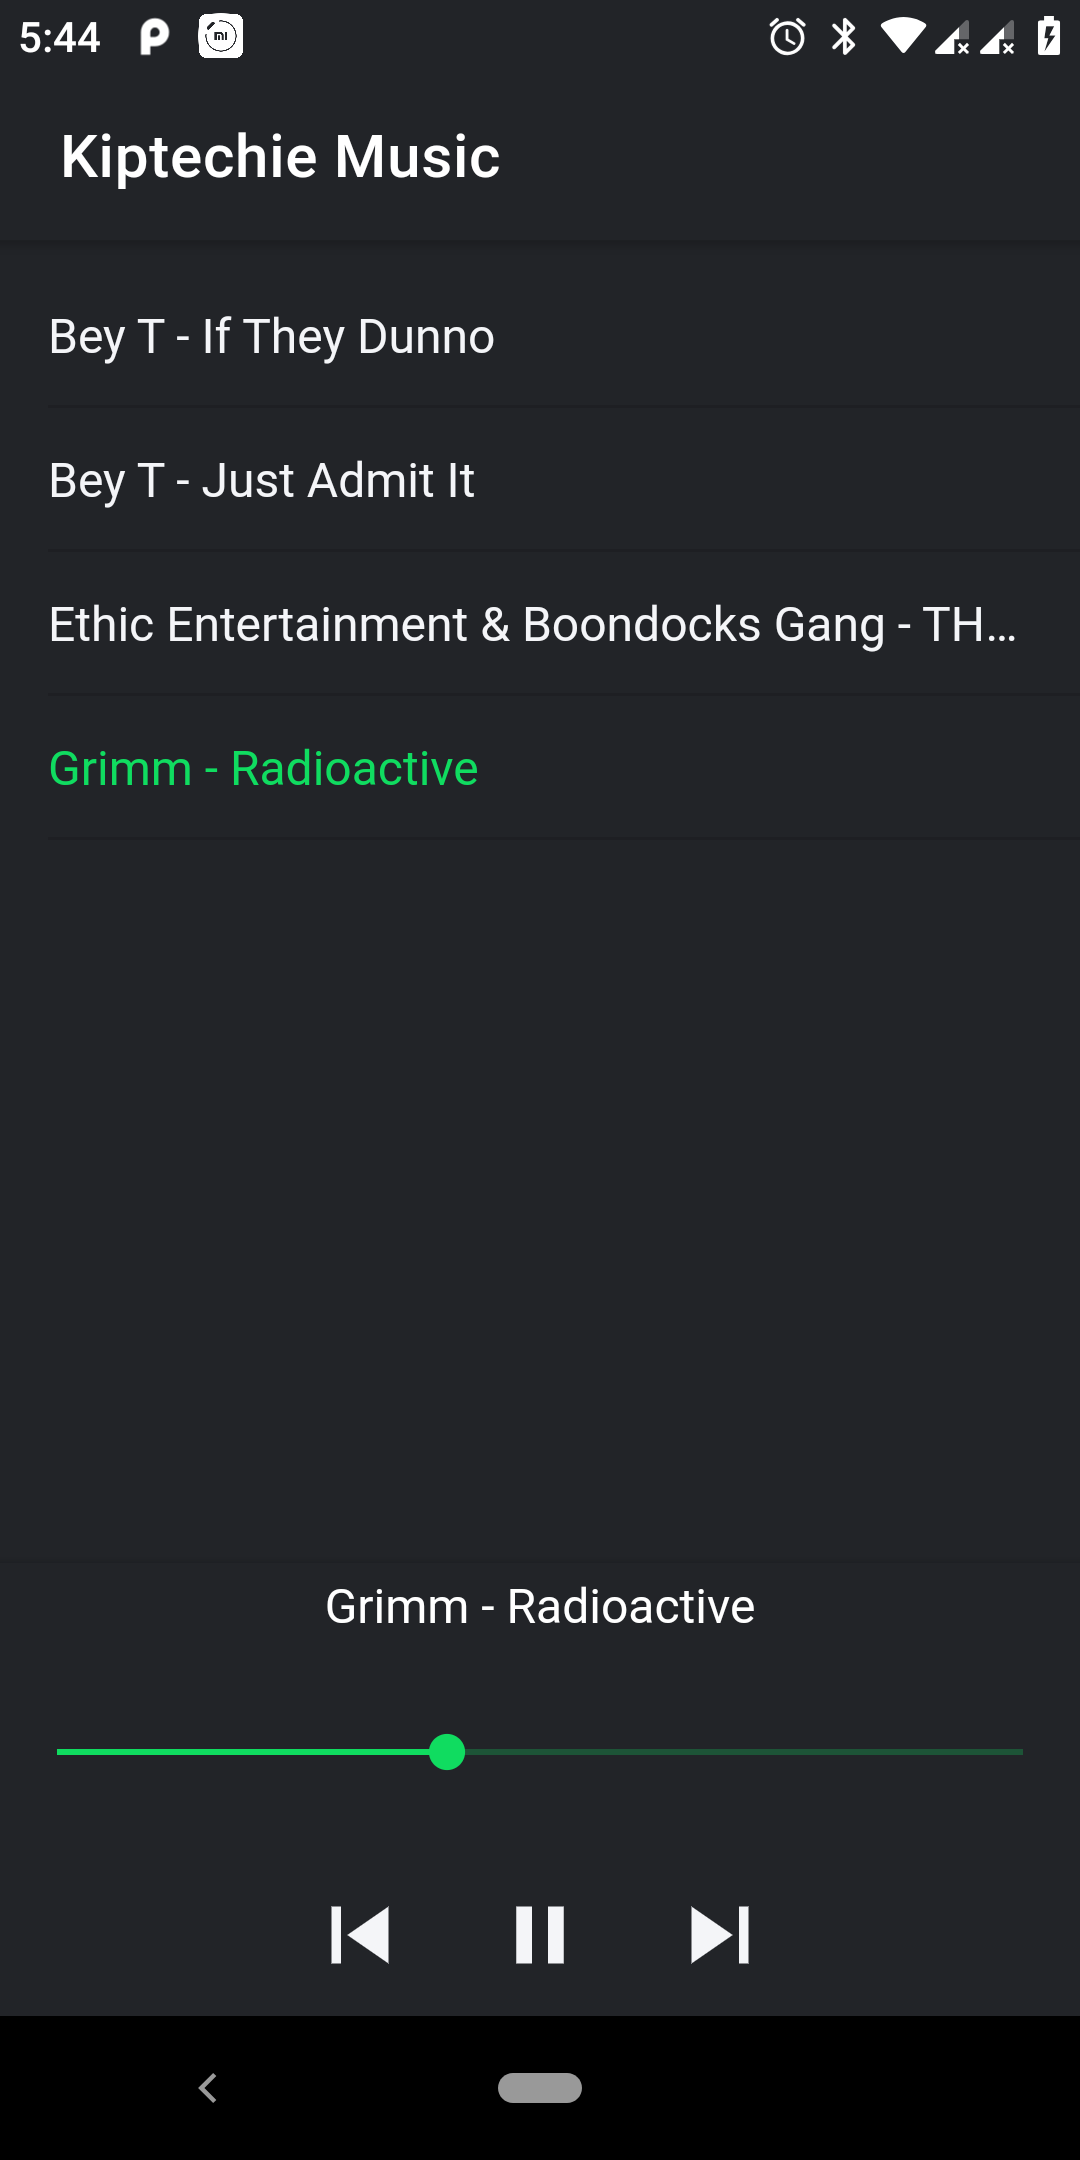 5:44
Kiptechie Music
Bey T - If They Dunno
Bey T - Just Admit It
Ethic Entertainment & Boondocks Gang - TH...
Grimm - Radioactive
Grimm - Radioactive